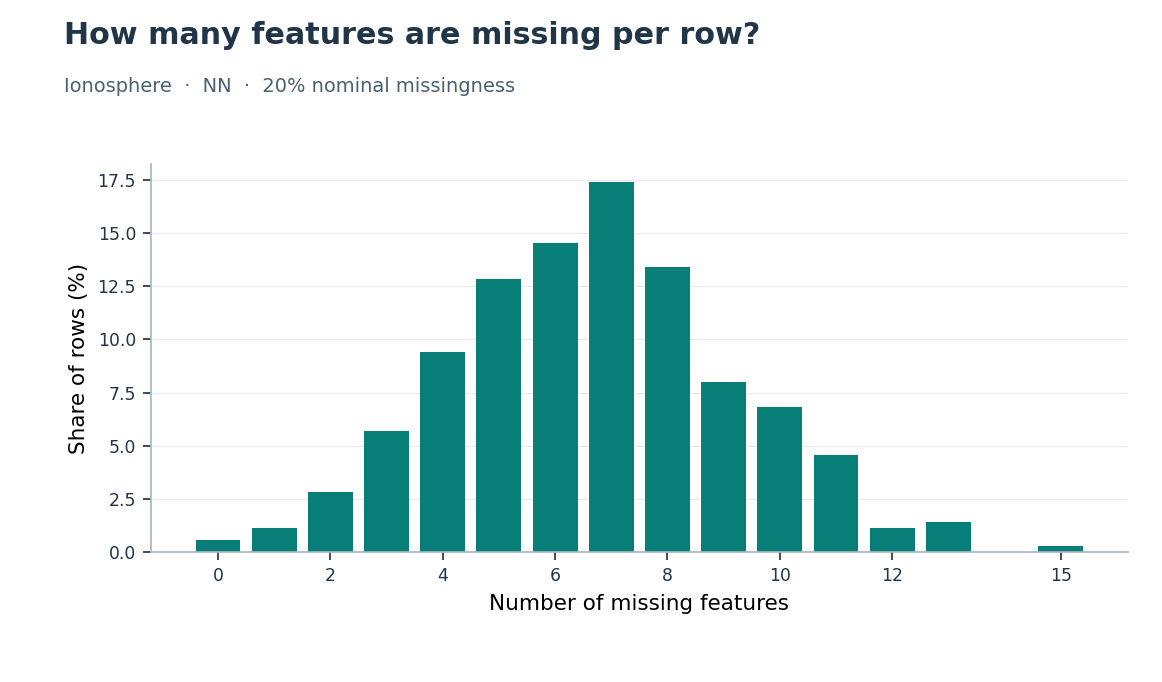 How many features are missing per row?
Ionosphere · NN · 20% nominal missingness
17.5
15.0
12.5
10.0
7.5
5.0
2.5
0.0
Share of rows (%)
0 2 4 6 8 10 12 15
Number of missing features